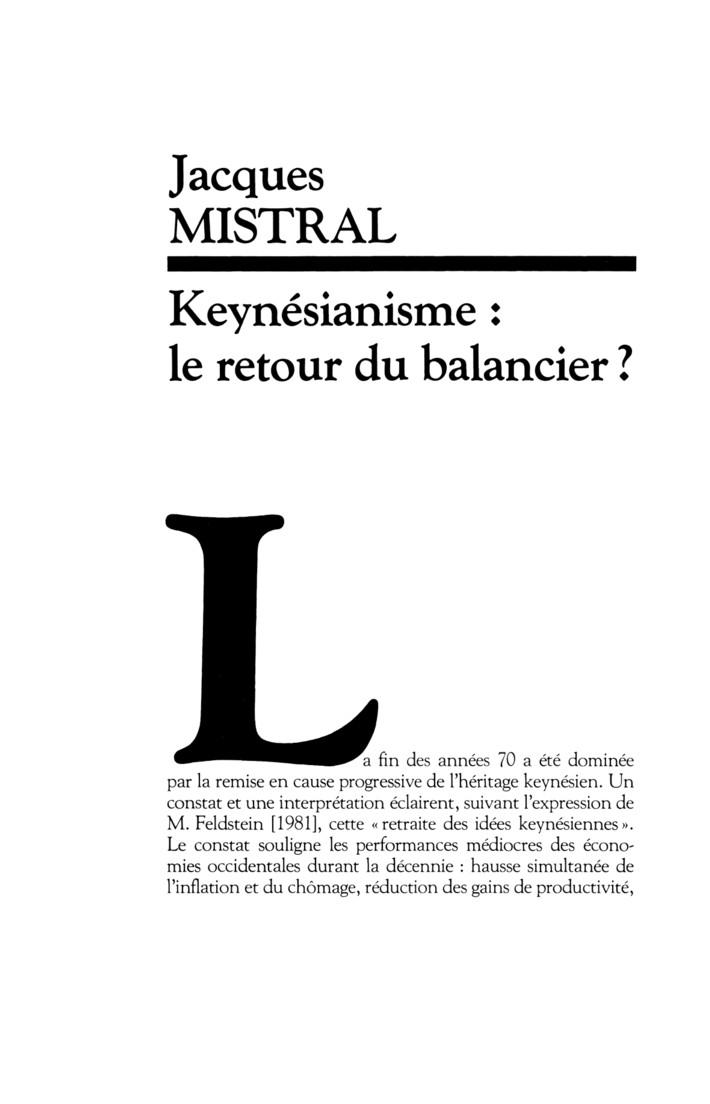 Jacques
MISTRAL
Keynésianisme :
le retour du balancier ?
La fin des années 70 a été dominée
par la remise en cause progressive de l'héritage keynésien. Un
constat et une interprétation éclairent, suivant l'expression de
M. Feldstein [1981], cette « retraite des idées keynésiennes ».
Le constat souligne les performances médiocres des écono-
mies occidentales durant la décennie : hausse simultanée de
l'inflation et du chômage, réduction des gains de productivité,